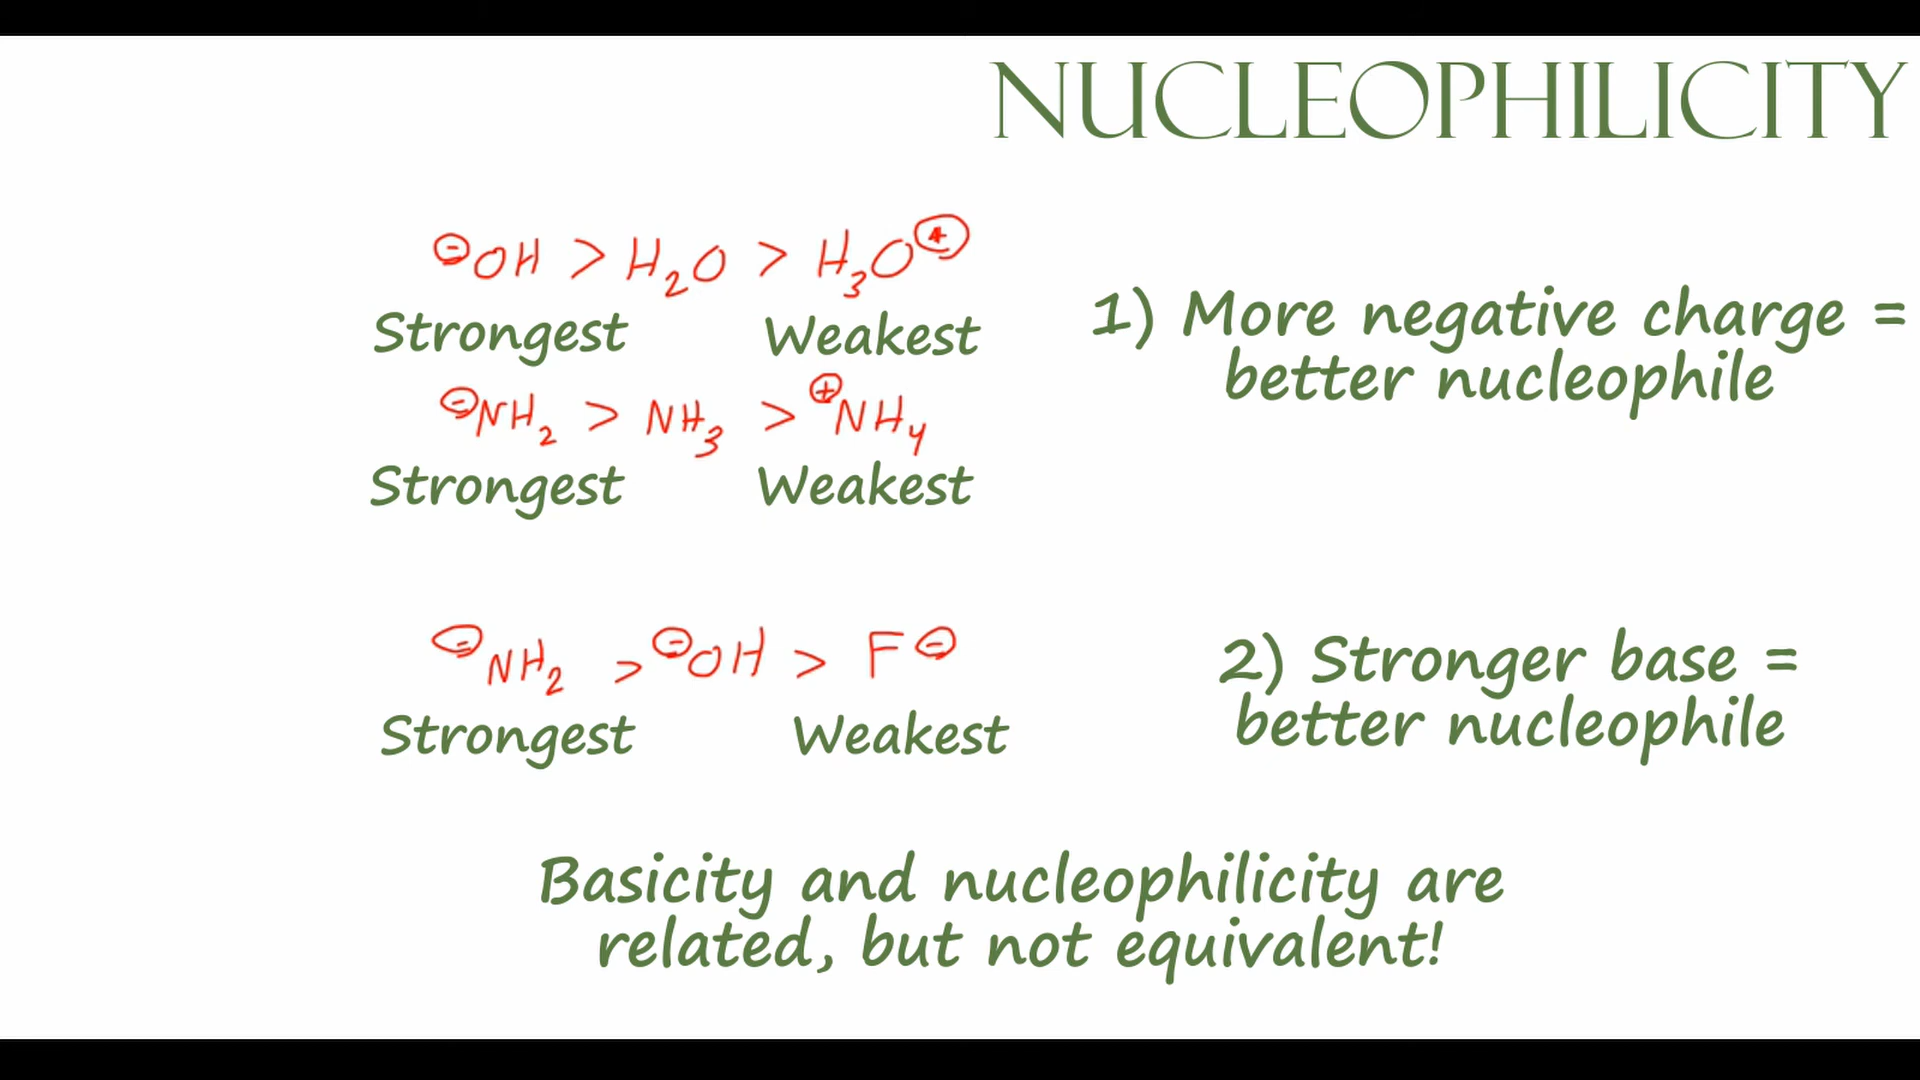 NUCLEOPHILICITY
⊖OH > H₂O > H₃O⊕
Strongest Weakest
1) More negative charge =
better nucleophile
⊖NH₂ > NH₃ > ⊕NH₄
Strongest Weakest
⊖NH₂ > ⊖OH > F⊖
Strongest Weakest
2) Stronger base =
better nucleophile
Basicity and nucleophilicity are
related, but not equivalent!